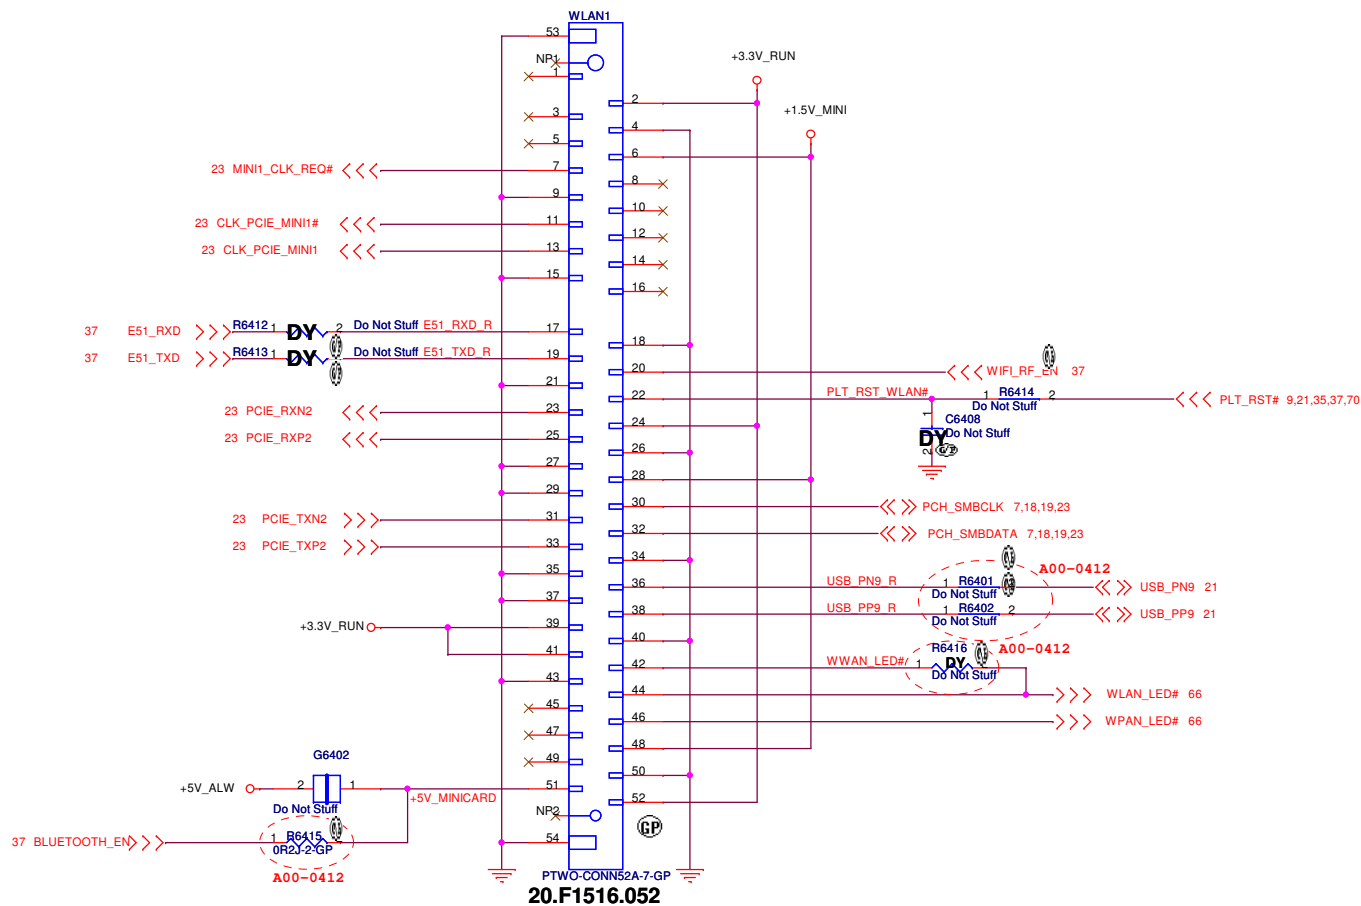 WLAN1
53
NP1
1
+3.3V_RUN
2
+1.5V_MINI
3
4
5
6
23 MINI1_CLK_REQ#
7
8
9
10
23 CLK_PCIE_MINI1#
11
12
23 CLK_PCIE_MINI1
13
14
15
16
37 E51_RXD
R6412 1 DY 2 Do Not Stuff E51_RXD_R
17
18
37 E51_TXD
R6413 1 DY Do Not Stuff E51_TXD_R
19
20
WIFI_RF_EN 37
21
22
PLT_RST_WLAN#
1 R6414 2
Do Not Stuff
PLT_RST# 9,21,35,37,70
23 PCIE_RXN2
23
24
1
C6408
DY Do Not Stuff
2
23 PCIE_RXP2
25
26
27
28
29
30
PCH_SMBCLK 7,18,19,23
23 PCIE_TXN2
31
32
PCH_SMBDATA 7,18,19,23
23 PCIE_TXP2
33
34
A00-0412
35
36
USB_PN9_R
1 R6401
Do Not Stuff
USB_PN9 21
37
38
USB_PP9_R
1 R6402 2
Do Not Stuff
USB_PP9 21
+3.3V_RUN
39
40
A00-0412
41
42
WWAN_LED#
R6416
1 DY
Do Not Stuff
43
44
WLAN_LED# 66
45
46
WPAN_LED# 66
47
48
49
50
G6402
+5V_ALW
2 1
Do Not Stuff
+5V_MINICARD
51
52
NP2
GP
37 BLUETOOTH_EN
1 R6415
0R2J-2-GP
A00-0412
54
PTWO-CONN52A-7-GP
20.F1516.052